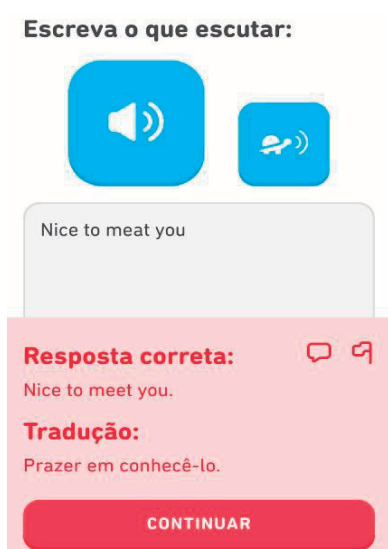 Escreva o que escutar:
Nice to meat you
Resposta correta:
Nice to meet you.
Tradução:
Prazer em conhecê-lo.
CONTINUAR